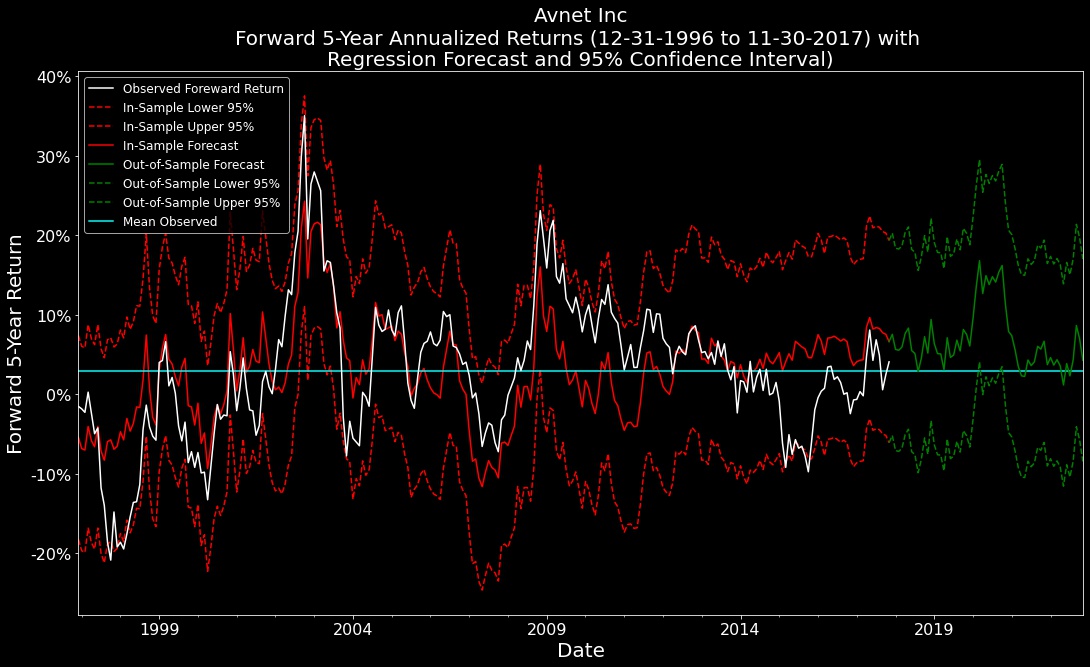 Avnet Inc
Forward 5-Year Annualized Returns (12-31-1996 to 11-30-2017) with
Regression Forecast and 95% Confidence Interval)
Observed Foreward Return
In-Sample Lower 95%
In-Sample Upper 95%
In-Sample Forecast
Out-of-Sample Forecast
Out-of-Sample Lower 95%
Out-of-Sample Upper 95%
Mean Observed
Forward 5-Year Return
40%
30%
20%
10%
0%
-10%
-20%
1999
2004
2009
2014
2019
Date